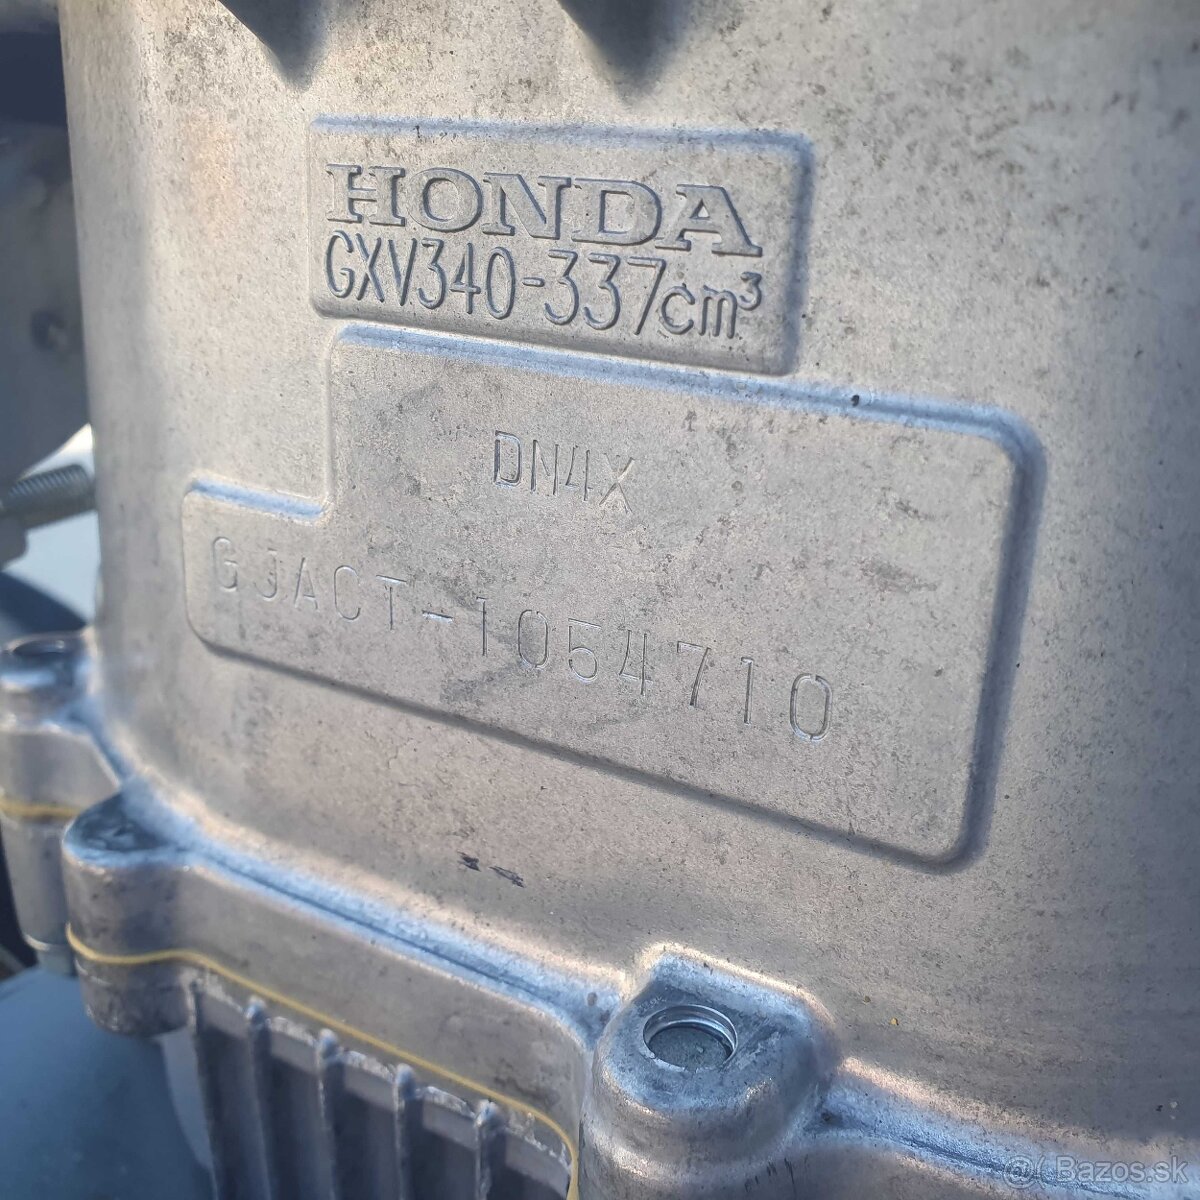 HONDA
GXV340-337cm³
DN4X
GJACT-1054710
Bazos.sk